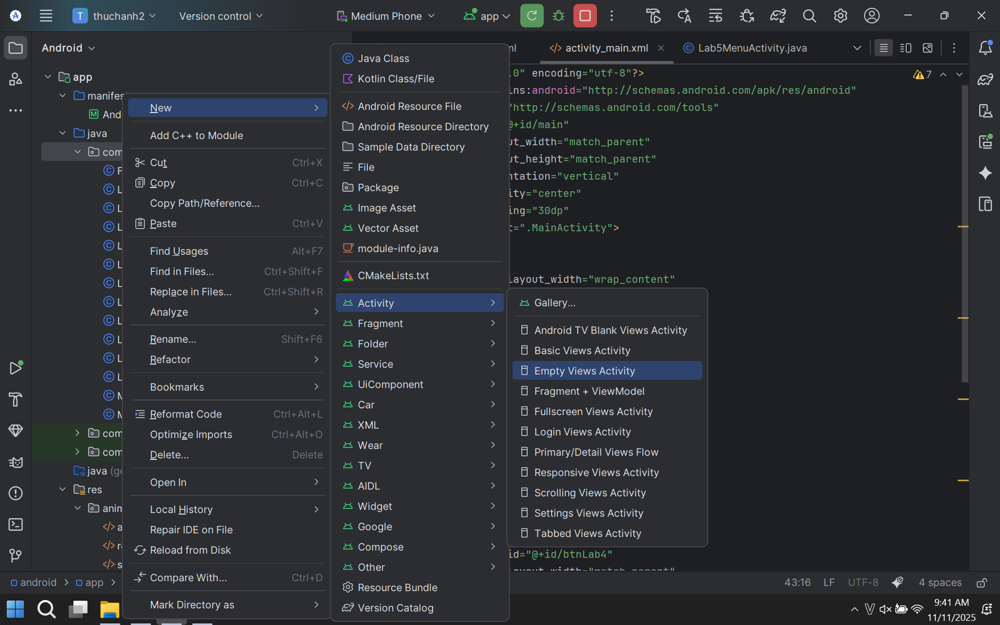 T thuchanh2
Version control
Medium Phone
app
Android
activity_main.xml
Lab5MenuActivity.java
app
java
New
Add C++ to Module
Cut Ctrl+X
Copy Ctrl+C
Copy Path/Reference...
Paste Ctrl+V
Find Usages Alt+F7
Find in Files... Ctrl+Shift+F
Replace in Files... Ctrl+Shift+R
Analyze
Rename... Shift+F6
Refactor
Bookmarks
Reformat Code Ctrl+Alt+L
Optimize Imports Ctrl+Alt+O
Delete... Delete
Open In
Local History
Repair IDE on File
Reload from Disk
Compare With... Ctrl+D
Mark Directory as
java
res
Java Class
Kotlin Class/File
Android Resource File
Android Resource Directory
Sample Data Directory
File
Package
Image Asset
Vector Asset
module-info.java
CMakeLists.txt
Activity
Fragment
Folder
Service
UiComponent
Car
XML
Wear
TV
AIDL
Widget
Google
Compose
Other
Resource Bundle
Version Catalog
Gallery...
Android TV Blank Views Activity
Basic Views Activity
Empty Views Activity
Fragment + ViewModel
Fullscreen Views Activity
Login Views Activity
Primary/Detail Views Flow
Responsive Views Activity
Scrolling Views Activity
Settings Views Activity
Tabbed Views Activity
.0" encoding="utf-8"?>
7
lns:android="http://schemas.android.com/apk/res/android"
"http://schemas.android.com/tools"
@+id/main"
ut_width="match_parent"
ut_height="match_parent"
ntation="vertical"
ity="center"
ing="30dp"
t=".MainActivity">
layout_width="wrap_content"
id="@+id/btnLab4"
layout_width="match_parent"
android > app >
43:16 LF UTF-8 4 spaces
9:41 AM
11/11/2025